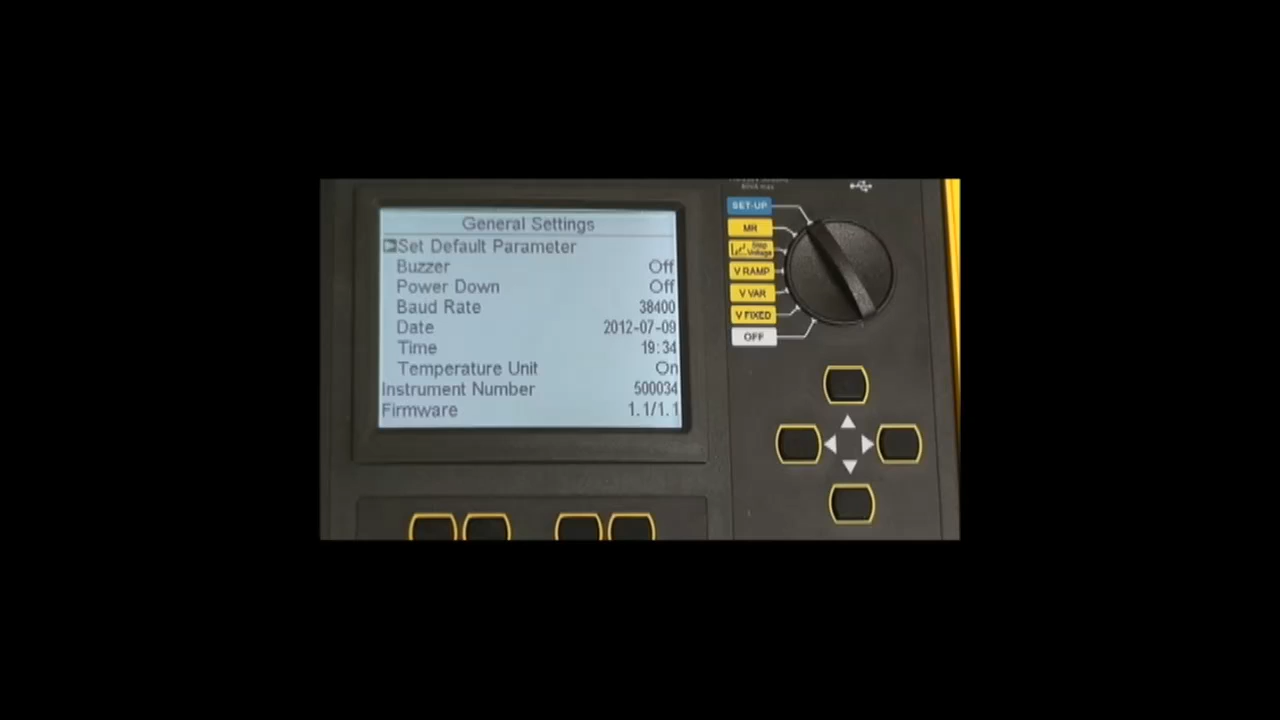 General Settings
Set Default Parameter
Buzzer Off
Power Down Off
Baud Rate 38400
Date 2012-07-09
Time 19:34
Temperature Unit On
Instrument Number 500034
Firmware 1.1/1.1
SET-UP
MR
Step
Voltage
V RAMP
V VAR
V FIXED
OFF